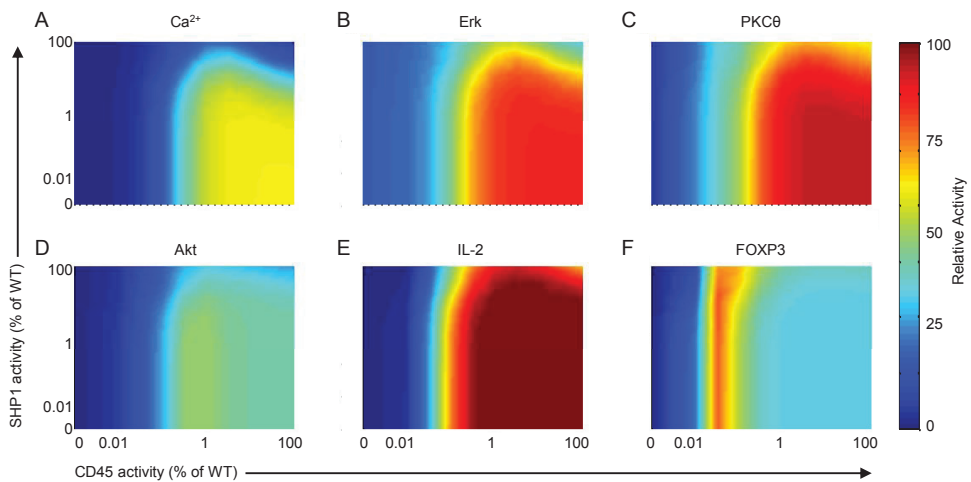 A Ca²⁺
B Erk
C PKCθ
100
1
0.01
0
D Akt
E IL-2
F FOXP3
100
1
0.01
0
0 0.01 1 100
0 0.01 1 100
0 0.01 1 100
SHP1 activity (% of WT)
CD45 activity (% of WT)
100
75
50
25
0
Relative Activity